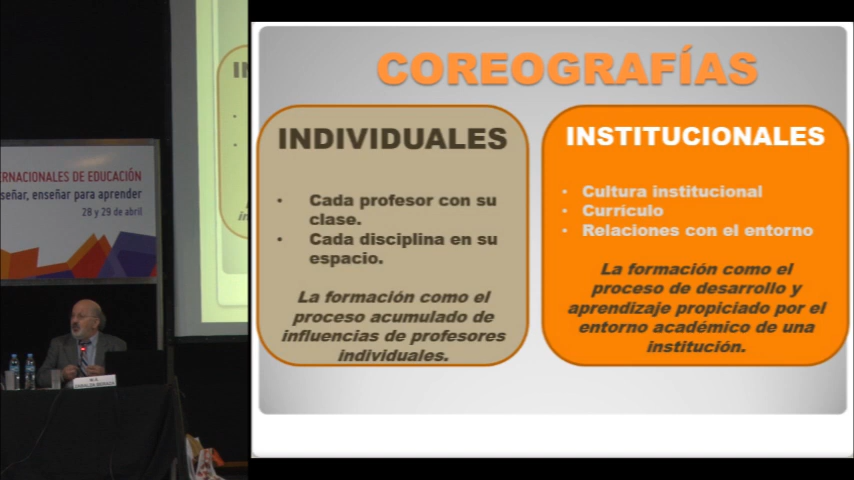 COREOGRAFÍAS
INDIVIDUALES
• Cada profesor con su
clase.
• Cada disciplina en su
espacio.
La formación como el
proceso acumulado de
influencias de profesores
individuales.
INSTITUCIONALES
• Cultura institucional
• Currículo
• Relaciones con el entorno
La formación como el
proceso de desarrollo y
aprendizaje propiciado por el
entorno académico de una
institución.
RNACIONALES DE EDUCACIÓN
señar, enseñar para aprender
28 y 29 de abril